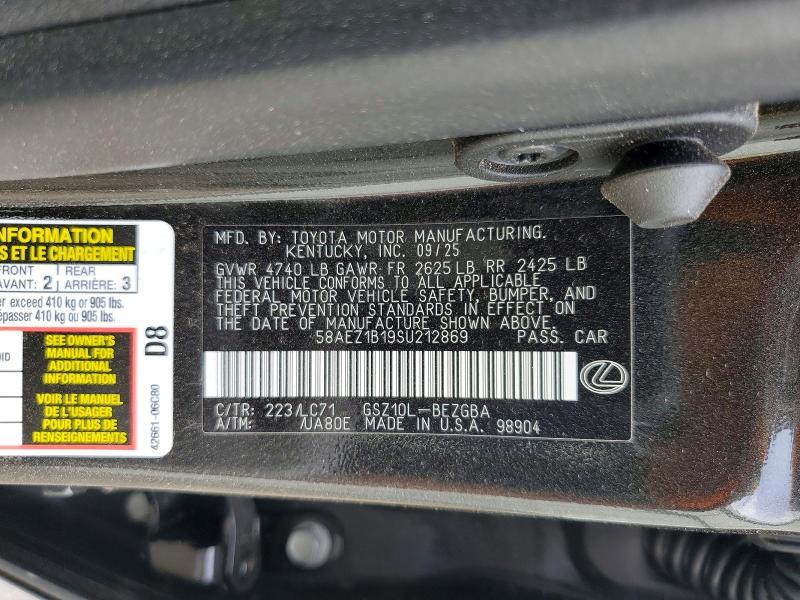 INFORMATION
S ET LE CHARGEMENT
FRONT
AVANT: 2
REAR
ARRIÈRE: 3
er exceed 410 kg or 905 lbs.
épasser 410 kg ou 905 lbs.
SEE OWNER'S
MANUAL FOR
ADDITIONAL
INFORMATION
VOIR LE MANUEL
DE L'USAGER
POUR PLUS DE
RENSEIGNEMENTS
D8
42661-06C80
MFD. BY: TOYOTA MOTOR MANUFACTURING.
KENTUCKY, INC. 09/25
GVWR 4740 LB GAWR FR 2625 LB RR 2425 LB
THIS VEHICLE CONFORMS TO ALL APPLICABLE
FEDERAL MOTOR VEHICLE SAFETY, BUMPER, AND
THEFT PREVENTION STANDARDS IN EFFECT ON
THE DATE OF MANUFACTURE SHOWN ABOVE.
58AEZ1B19SU212869 PASS. CAR
C/TR: 223/LC71 GSZ10L-BEZGBA
A/TM: /UA80E MADE IN U.S.A. 98904